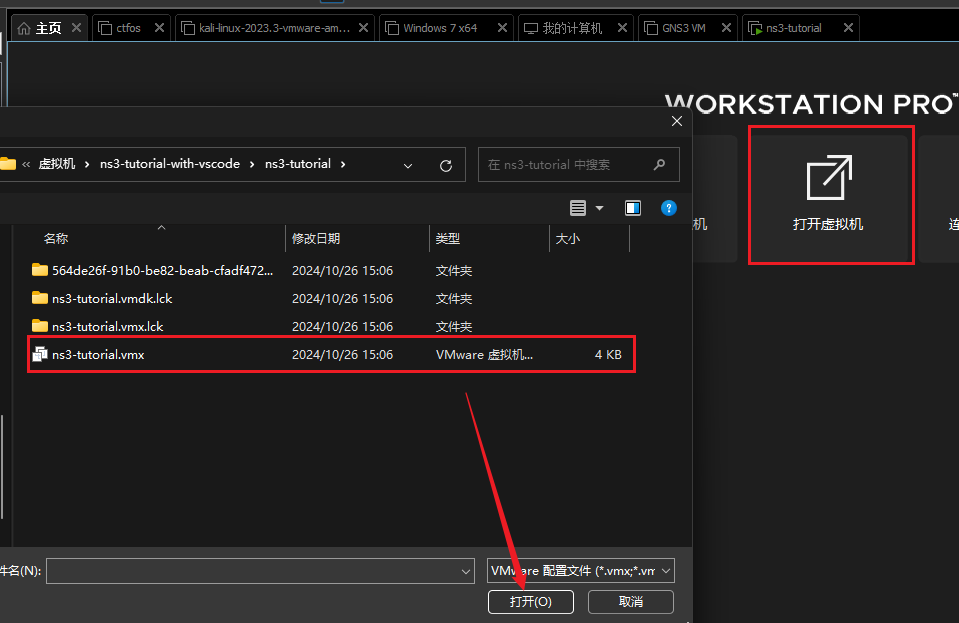 主页 ctfos kali-linux-2023.3-vmware-am... Windows 7 x64 我的计算机 GNS3 VM ns3-tutorial
WORKSTATION PRO™
« 虚拟机 › ns3-tutorial-with-vscode › ns3-tutorial ›
在 ns3-tutorial 中搜索
机
打开虚拟机
连
名称 修改日期 类型 大小
564de26f-91b0-be82-beab-cfadf472... 2024/10/26 15:06 文件夹
ns3-tutorial.vmdk.lck 2024/10/26 15:06 文件夹
ns3-tutorial.vmx.lck 2024/10/26 15:06 文件夹
ns3-tutorial.vmx 2024/10/26 15:06 VMware 虚拟机... 4 KB
件名(N):
VMware 配置文件 (*.vmx;*.vm
打开(O) 取消